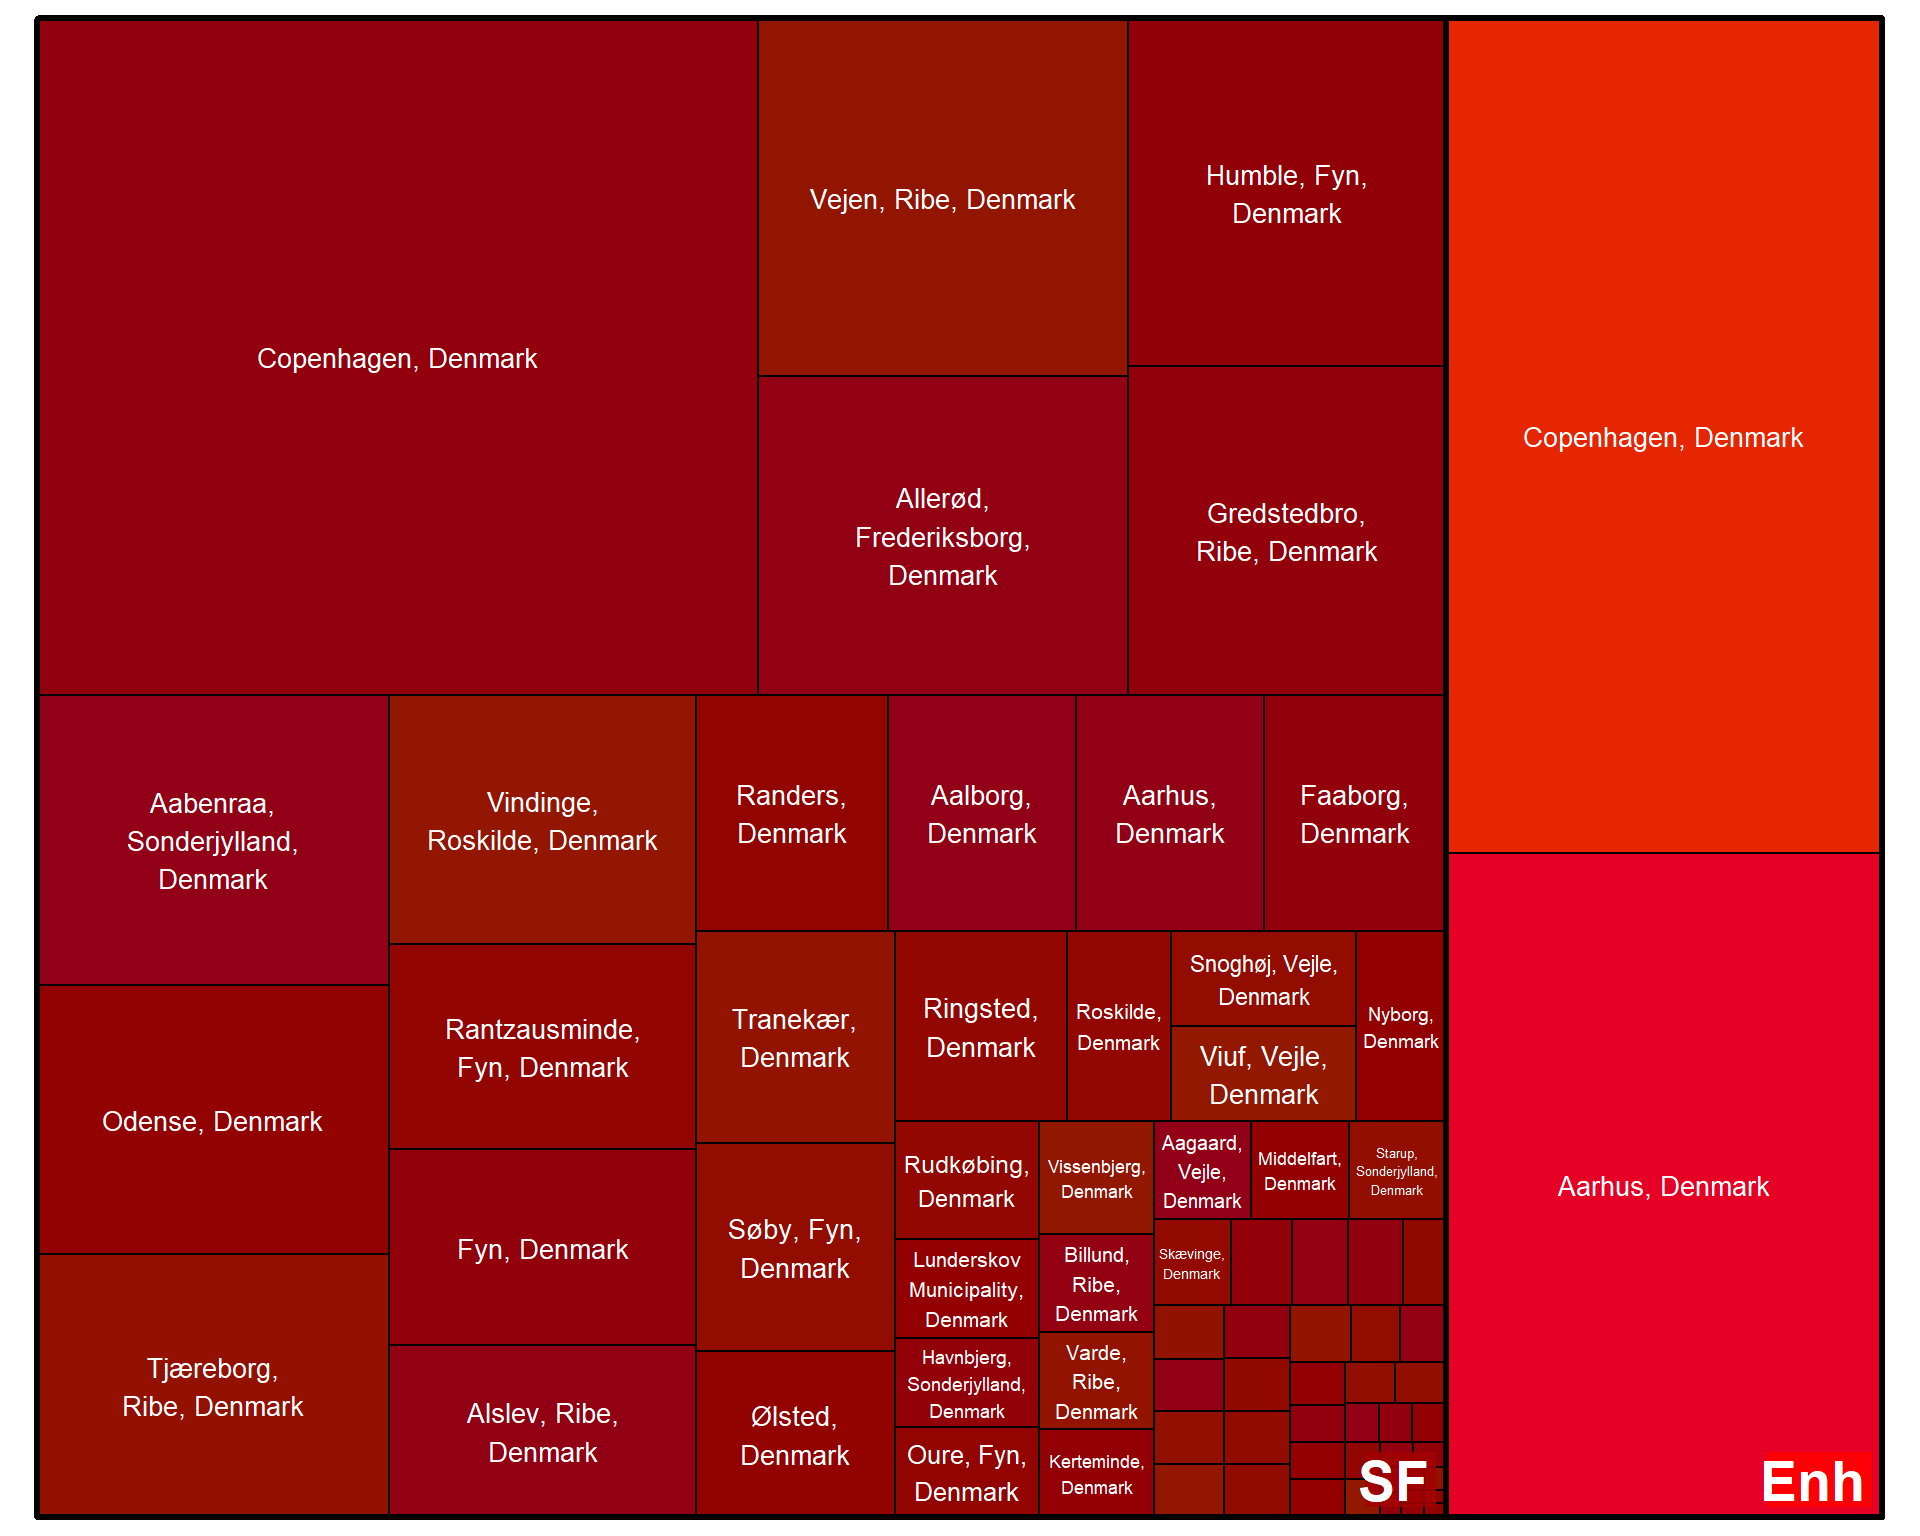 Copenhagen, Denmark
Vejen, Ribe, Denmark
Humble, Fyn,
Denmark
Allerød,
Frederiksborg,
Denmark
Gredstedbro,
Ribe, Denmark
Copenhagen, Denmark
Aabenraa,
Sonderjylland,
Denmark
Vindinge,
Roskilde, Denmark
Randers,
Denmark
Aalborg,
Denmark
Aarhus,
Denmark
Faaborg,
Denmark
Odense, Denmark
Rantzausminde,
Fyn, Denmark
Tranekær,
Denmark
Ringsted,
Denmark
Roskilde,
Denmark
Snoghøj, Vejle,
Denmark
Viuf, Vejle,
Denmark
Nyborg,
Denmark
Tjæreborg,
Ribe, Denmark
Fyn, Denmark
Alslev, Ribe,
Denmark
Søby, Fyn,
Denmark
Ølsted,
Denmark
Rudkøbing,
Denmark
Lunderskov
Municipality,
Denmark
Havnbjerg,
Sonderjylland,
Denmark
Oure, Fyn,
Denmark
Vissenbjerg,
Denmark
Billund,
Ribe,
Denmark
Varde,
Ribe,
Denmark
Kerteminde,
Denmark
Aagaard,
Vejle,
Denmark
Middelfart,
Denmark
Starup,
Sonderjylland,
Denmark
Skævinge,
Denmark
SF
Aarhus, Denmark
Enh